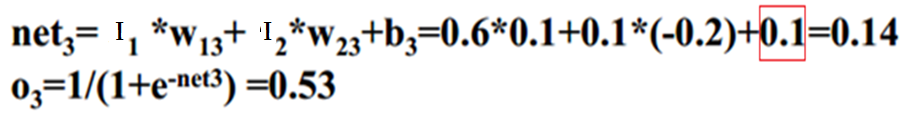 net₃= I₁ *w₁₃+ I₂*w₂₃+b₃=0.6*0.1+0.1*(-0.2)+0.1=0.14
o₃=1/(1+e⁻ⁿᵉᵗ³) =0.53